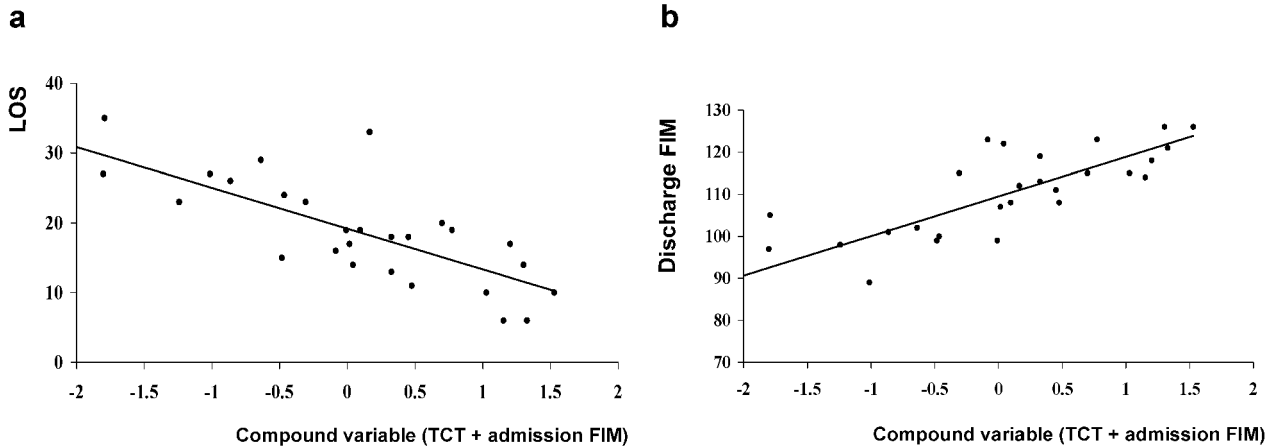 a
LOS
40
30
20
10
0
-2 -1.5 -1 -0.5 0 0.5 1 1.5 2
Compound variable (TCT + admission FIM)
b
Discharge FIM
130
120
110
100
90
80
70
-2 -1.5 -1 -0.5 0 0.5 1 1.5 2
Compound variable (TCT + admission FIM)